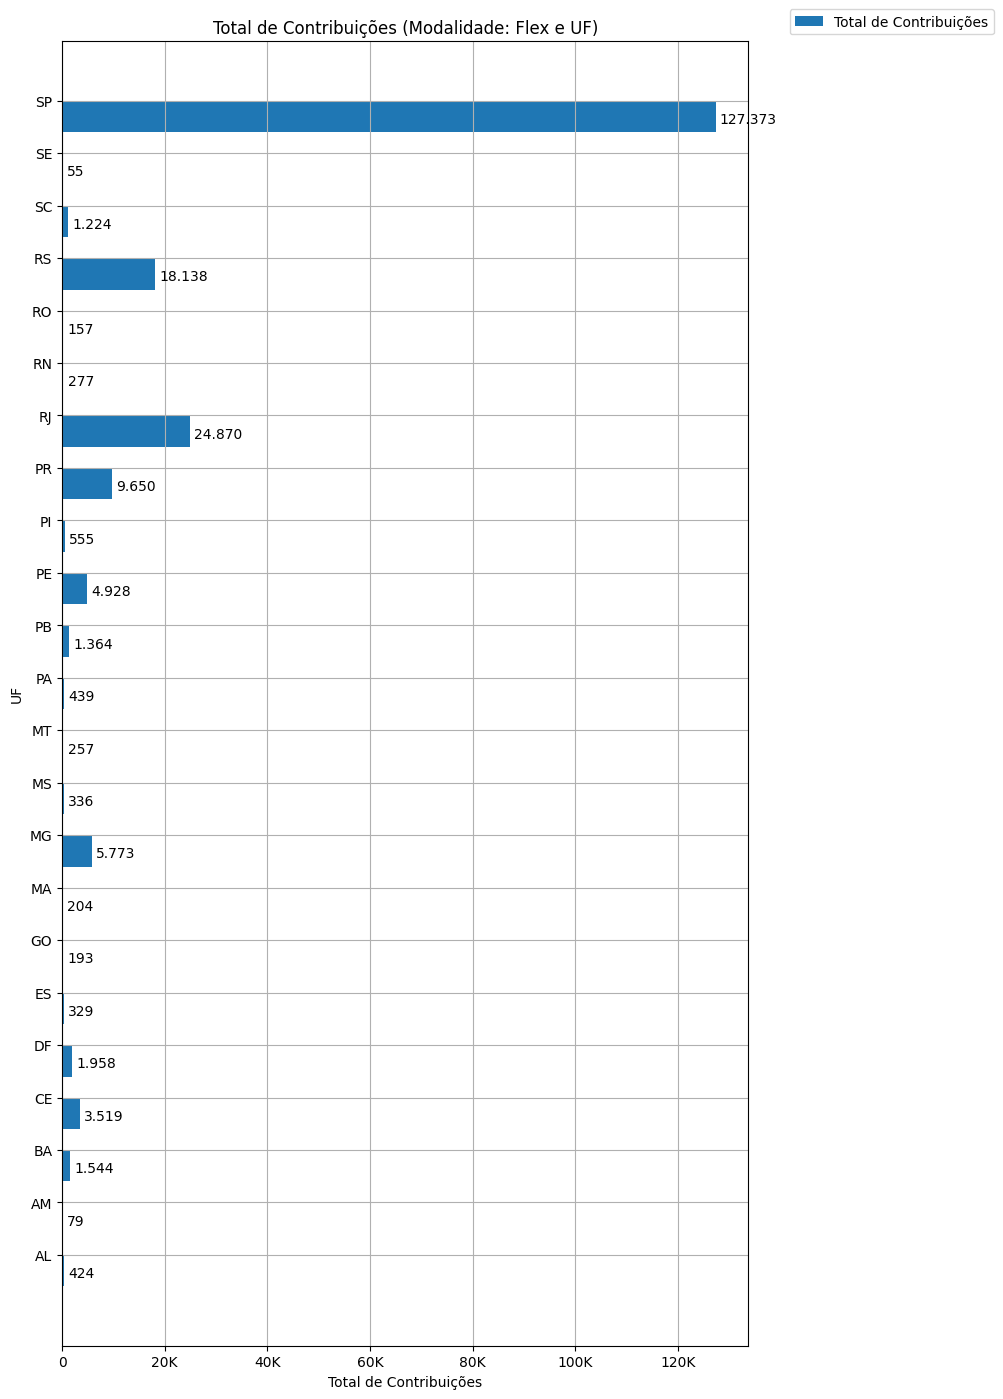 Total de Contribuições (Modalidade: Flex e UF)
Total de Contribuições
SP
127.373
SE
55
SC
1.224
RS
18.138
RO
157
RN
277
RJ
24.870
PR
9.650
PI
555
PE
4.928
PB
1.364
PA
439
UF
MT
257
MS
336
MG
5.773
MA
204
GO
193
ES
329
DF
1.958
CE
3.519
BA
1.544
AM
79
AL
424
0 20K 40K 60K 80K 100K 120K
Total de Contribuições